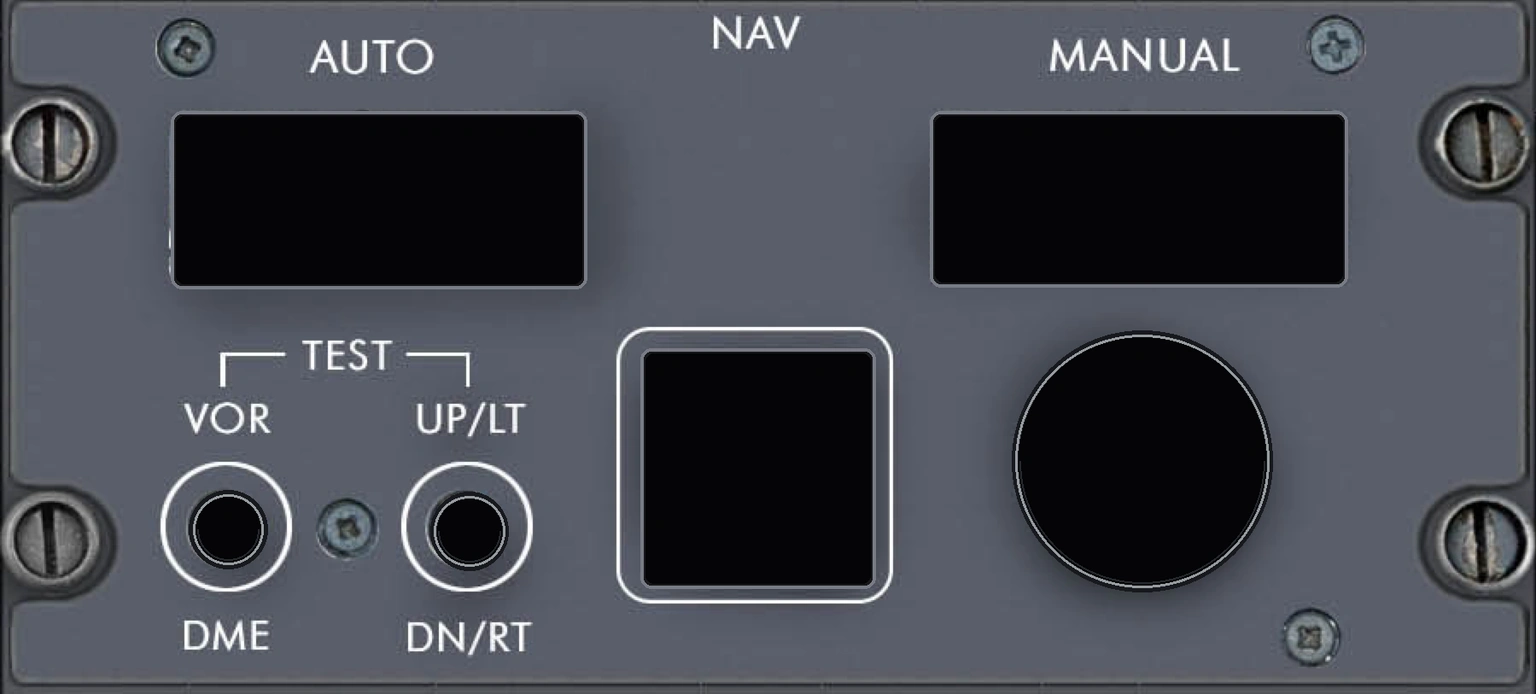 NAV
AUTO
MANUAL
TEST
VOR
UP/LT
DME
DN/RT